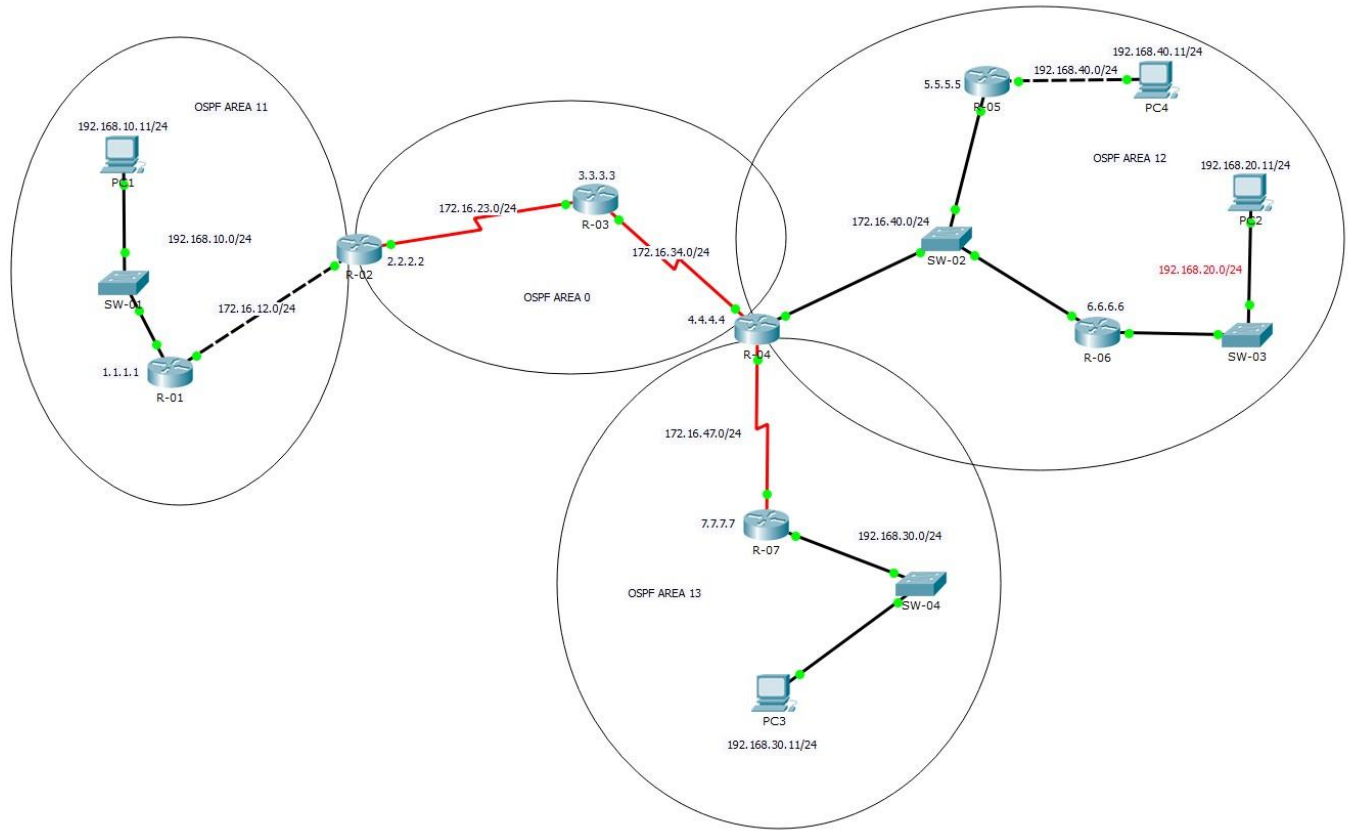 OSPF AREA 11
192.168.10.11/24
PC1
192.168.10.0/24
SW-01
172.16.12.0/24
1.1.1.1
R-01
R-02
2.2.2.2
172.16.23.0/24
3.3.3.3
R-03
172.16.34.0/24
OSPF AREA 0
4.4.4.4
R-04
192.168.40.11/24
192.168.40.0/24
5.5.5.5
R-05
PC4
OSPF AREA 12
192.168.20.11/24
PC2
172.16.40.0/24
SW-02
192.168.20.0/24
6.6.6.6
R-06
SW-03
172.16.47.0/24
7.7.7.7
R-07
192.168.30.0/24
OSPF AREA 13
SW-04
PC3
192.168.30.11/24